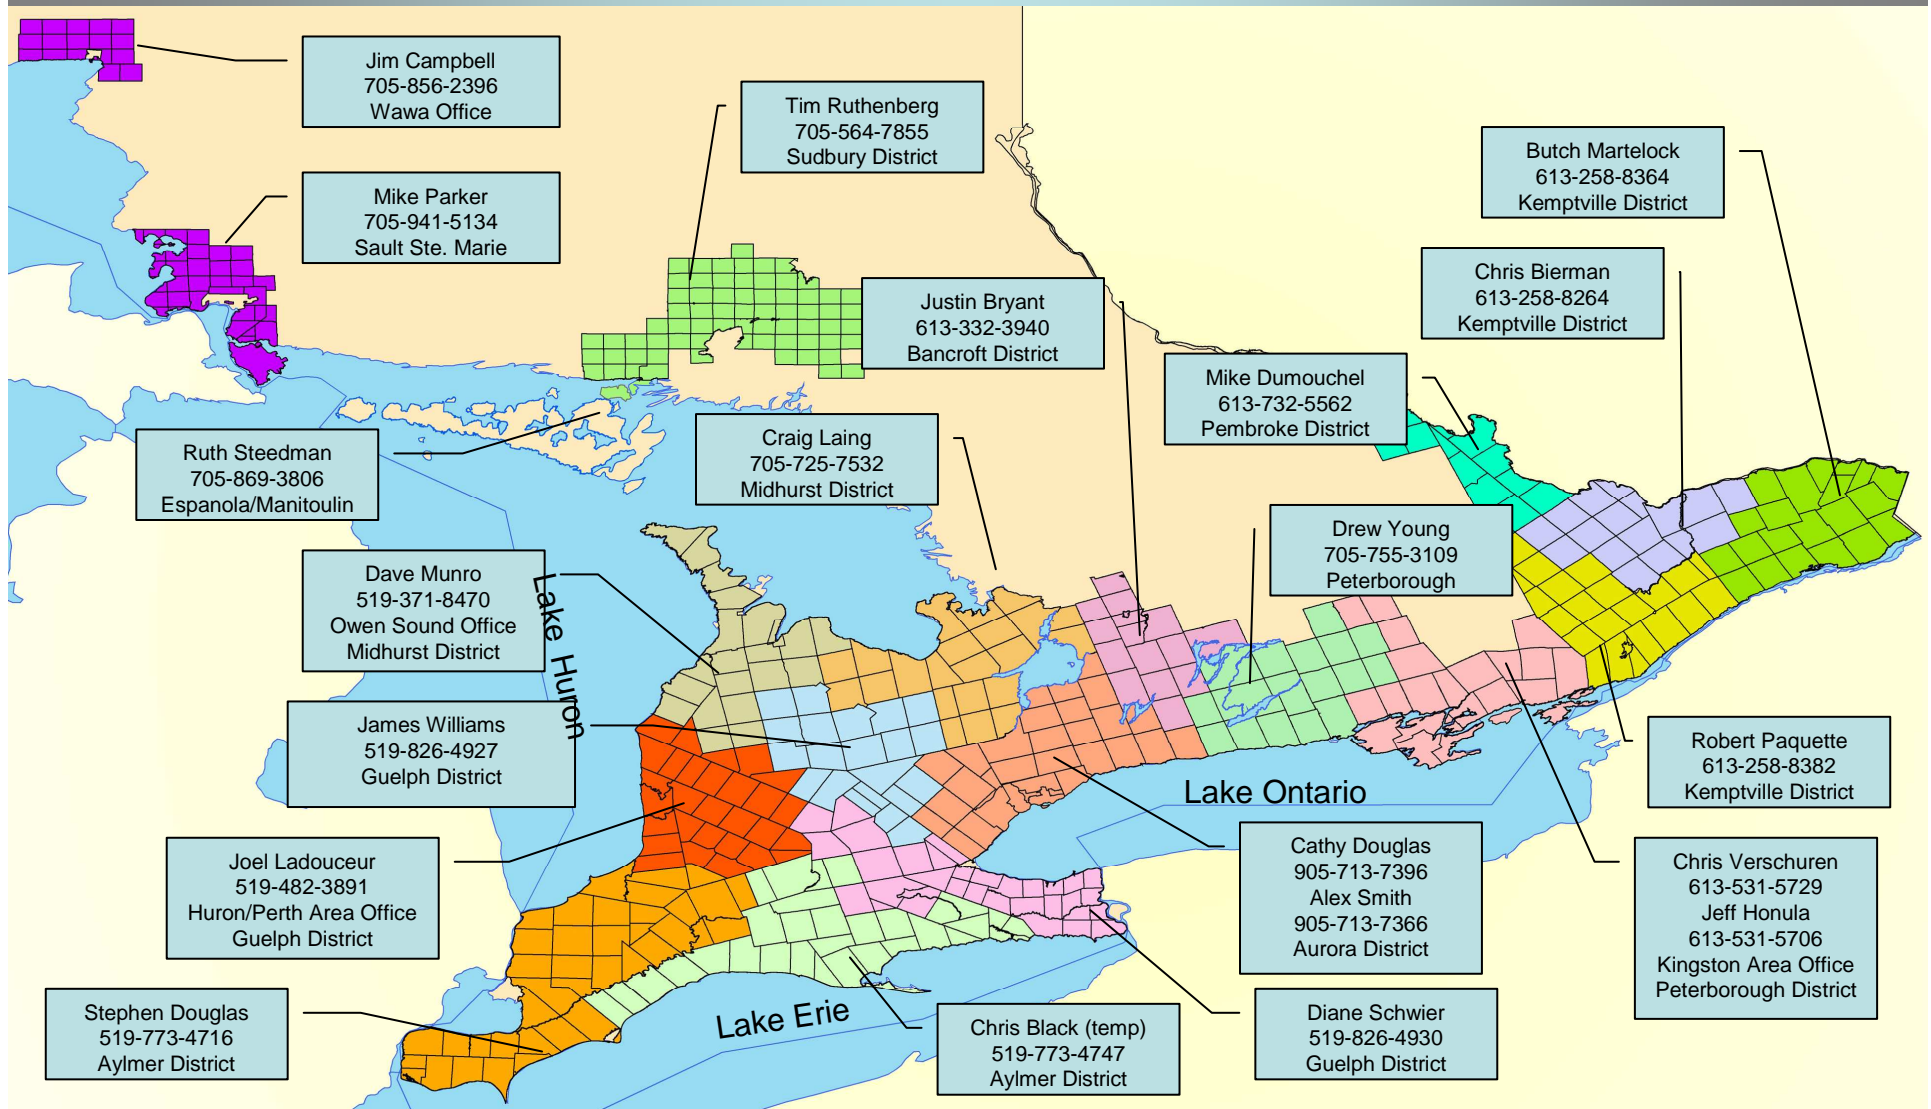 Jim Campbell
705-856-2396
Wawa Office
Tim Ruthenberg
705-564-7855
Sudbury District
Butch Martelock
613-258-8364
Kemptville District
Mike Parker
705-941-5134
Sault Ste. Marie
Chris Bierman
613-258-8264
Kemptville District
Justin Bryant
613-332-3940
Bancroft District
Mike Dumouchel
613-732-5562
Pembroke District
Ruth Steedman
705-869-3806
Espanola/Manitoulin
Craig Laing
705-725-7532
Midhurst District
Drew Young
705-755-3109
Peterborough
Dave Munro
519-371-8470
Owen Sound Office
Midhurst District
Lake Huron
James Williams
519-826-4927
Guelph District
Robert Paquette
613-258-8382
Kemptville District
Lake Ontario
Joel Ladouceur
519-482-3891
Huron/Perth Area Office
Guelph District
Cathy Douglas
905-713-7396
Alex Smith
905-713-7366
Aurora District
Chris Verschuren
613-531-5729
Jeff Honula
613-531-5706
Kingston Area Office
Peterborough District
Stephen Douglas
519-773-4716
Aylmer District
Lake Erie
Chris Black (temp)
519-773-4747
Aylmer District
Diane Schwier
519-826-4930
Guelph District